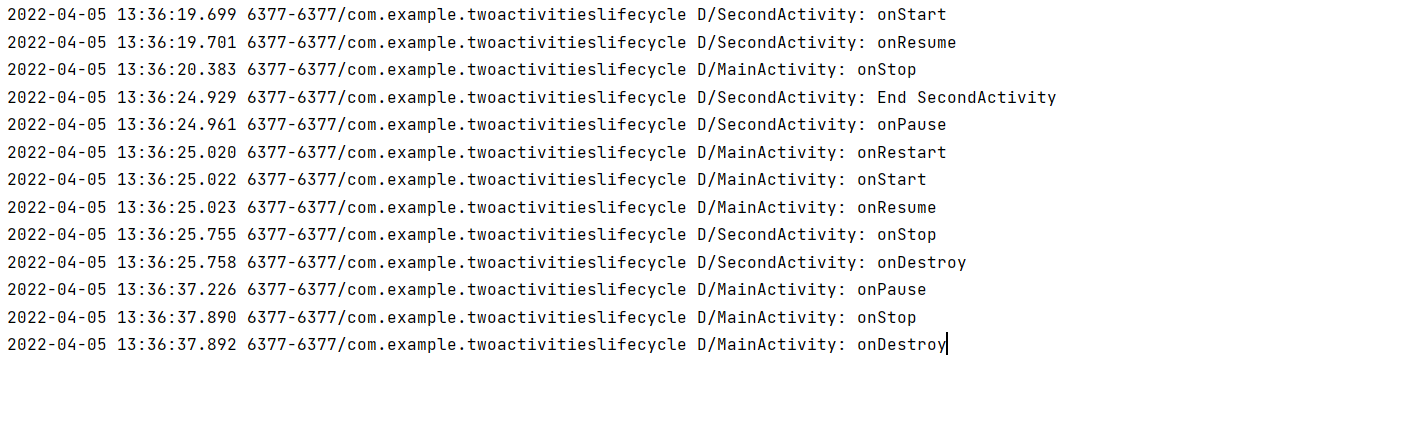 2022-04-05 13:36:19.699 6377-6377/com.example.twoactivitieslifecycle D/SecondActivity: onStart
2022-04-05 13:36:19.701 6377-6377/com.example.twoactivitieslifecycle D/SecondActivity: onResume
2022-04-05 13:36:20.383 6377-6377/com.example.twoactivitieslifecycle D/MainActivity: onStop
2022-04-05 13:36:24.929 6377-6377/com.example.twoactivitieslifecycle D/SecondActivity: End SecondActivity
2022-04-05 13:36:24.961 6377-6377/com.example.twoactivitieslifecycle D/SecondActivity: onPause
2022-04-05 13:36:25.020 6377-6377/com.example.twoactivitieslifecycle D/MainActivity: onRestart
2022-04-05 13:36:25.022 6377-6377/com.example.twoactivitieslifecycle D/MainActivity: onStart
2022-04-05 13:36:25.023 6377-6377/com.example.twoactivitieslifecycle D/MainActivity: onResume
2022-04-05 13:36:25.755 6377-6377/com.example.twoactivitieslifecycle D/SecondActivity: onStop
2022-04-05 13:36:25.758 6377-6377/com.example.twoactivitieslifecycle D/SecondActivity: onDestroy
2022-04-05 13:36:37.226 6377-6377/com.example.twoactivitieslifecycle D/MainActivity: onPause
2022-04-05 13:36:37.890 6377-6377/com.example.twoactivitieslifecycle D/MainActivity: onStop
2022-04-05 13:36:37.892 6377-6377/com.example.twoactivitieslifecycle D/MainActivity: onDestroy